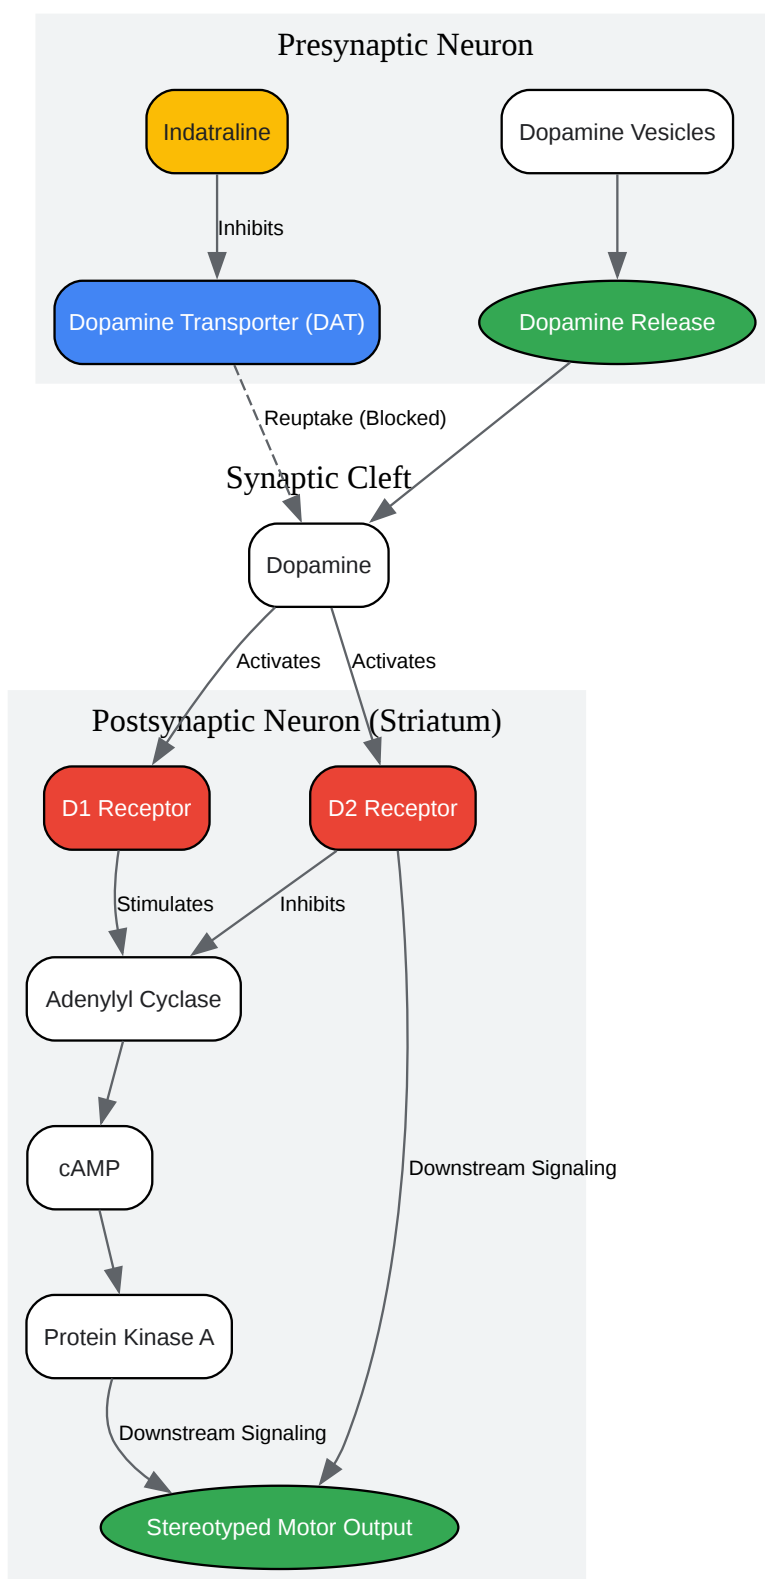 Presynaptic Neuron
Indatraline
Dopamine Vesicles
Inhibits
Dopamine Transporter (DAT)
Dopamine Release
Reuptake (Blocked)
Synaptic Cleft
Dopamine
Activates
Activates
Postsynaptic Neuron (Striatum)
D1 Receptor
D2 Receptor
Stimulates
Inhibits
Adenylyl Cyclase
cAMP
Downstream Signaling
Protein Kinase A
Downstream Signaling
Stereotyped Motor Output